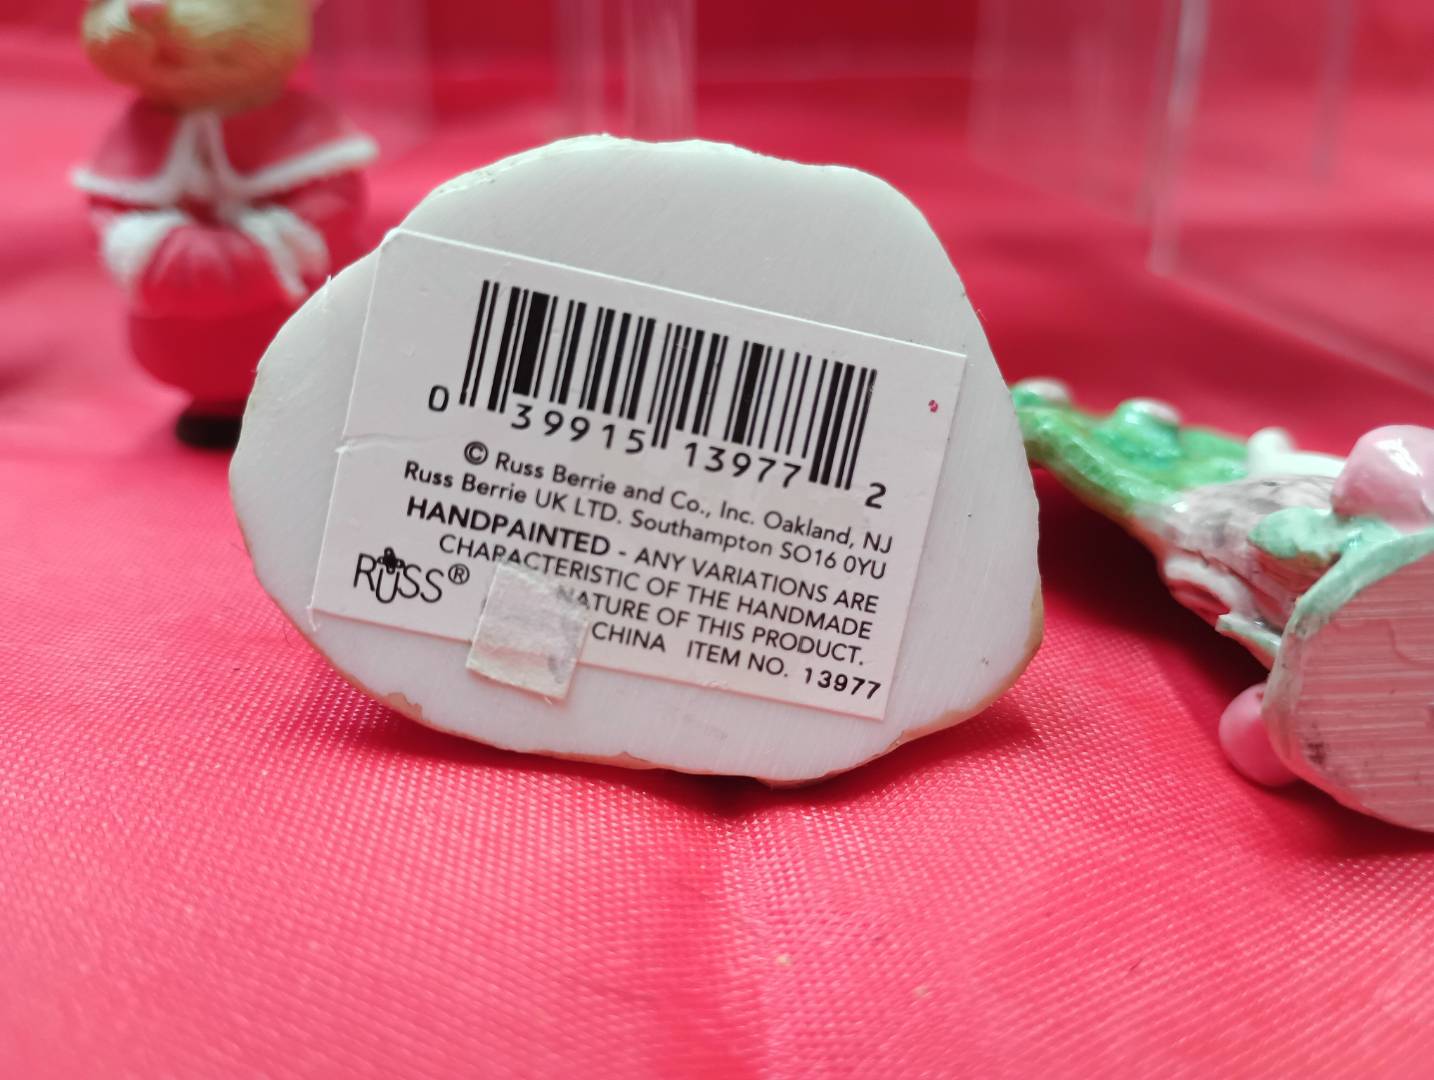 0 39915 13977 2
© Russ Berrie and Co., Inc. Oakland, NJ
Russ Berrie UK LTD. Southampton SO16 0YU
HANDPAINTED - ANY VARIATIONS ARE
CHARACTERISTIC OF THE HANDMADE
NATURE OF THIS PRODUCT.
RUSS®
CHINA ITEM NO. 13977